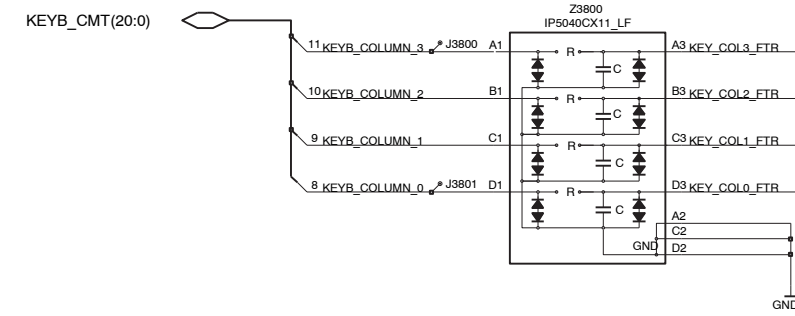 Z3800
KEYB_CMT(20:0)
IP5040CX11_LF
11 KEYB_COLUMN_3 J3800 A1 R A3 KEY_COL3_FTR
C
10 KEYB_COLUMN_2 B1 R B3 KEY_COL2_FTR
C
9 KEYB_COLUMN_1 C1 R C3 KEY_COL1_FTR
C
8 KEYB_COLUMN_0 J3801 D1 R D3 KEY_COL0_FTR
C
A2
C2
GND D2
GND